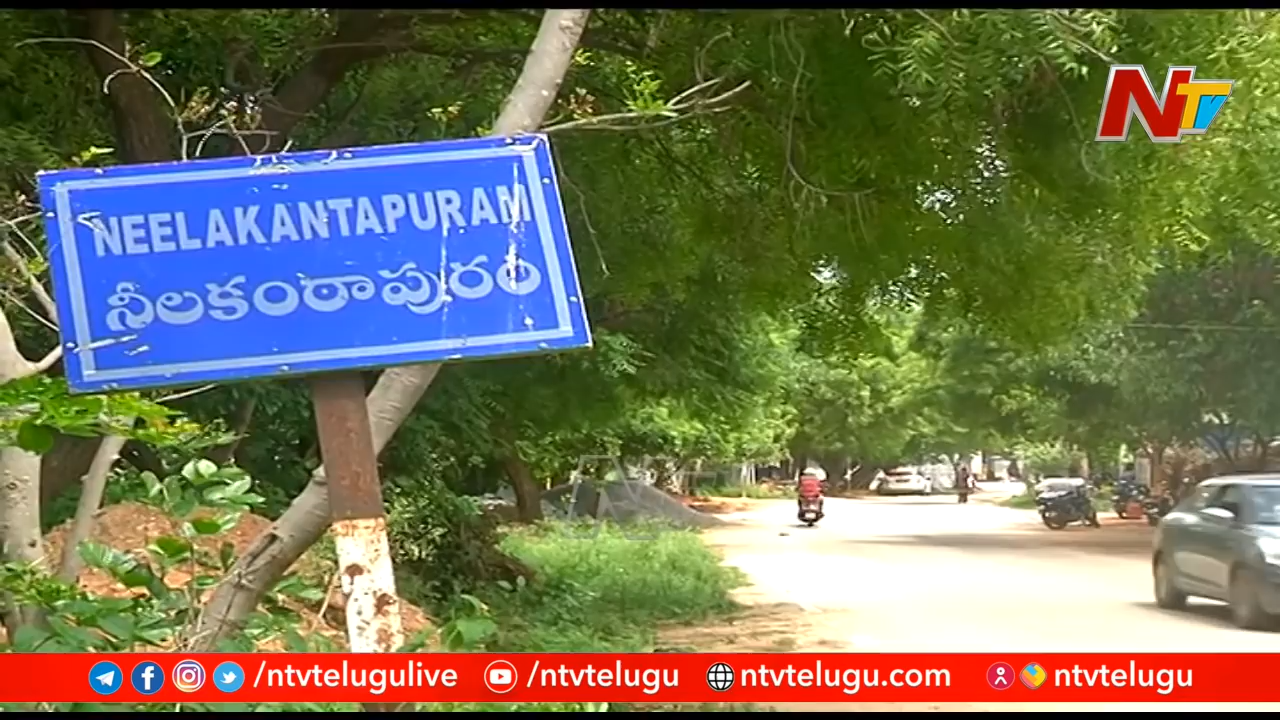 NTV
NEELAKANTAPURAM
నీలకంఠాపురం
/ntvtelugulive /ntvtelugu ntvtelugu.com ntvtelugu